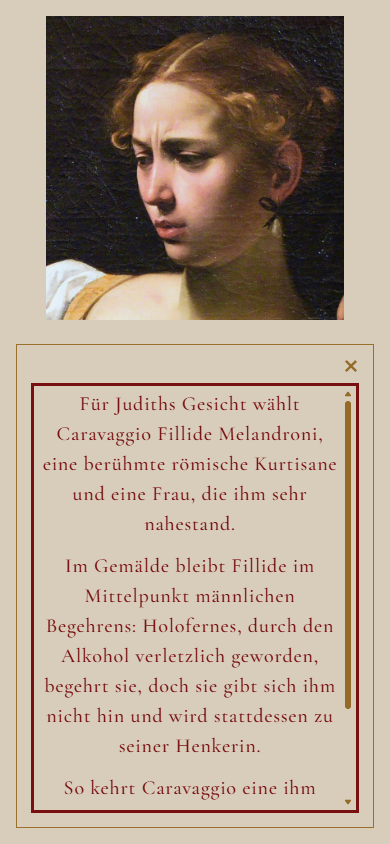 Für Judiths Gesicht wählt
Caravaggio Fillide Melandroni,
eine berühmte römische Kurtisane
und eine Frau, die ihm sehr
nahestand.
Im Gemälde bleibt Fillide im
Mittelpunkt männlichen
Begehrens: Holofernes, durch den
Alkohol verletzlich geworden,
begehrt sie, doch sie gibt sich ihm
nicht hin und wird stattdessen zu
seiner Henkerin.
So kehrt Caravaggio eine ihm